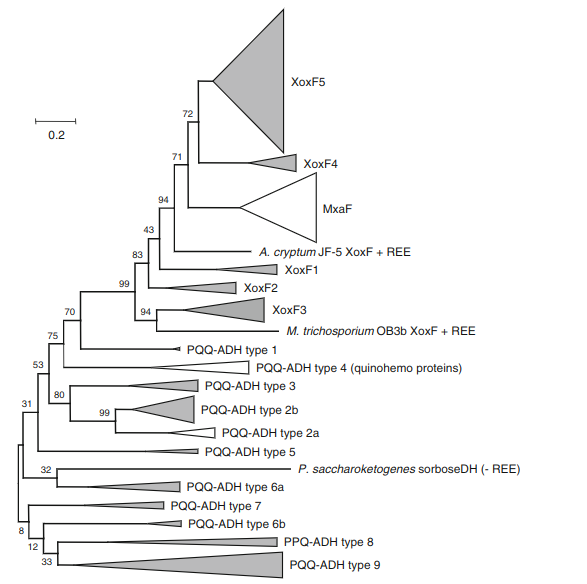 XoxF5
72
0.2
71
XoxF4
94
MxaF
43
A. cryptum JF-5 XoxF + REE
83
XoxF1
99
XoxF2
94
XoxF3
70
M. trichosporium OB3b XoxF + REE
75
PQQ-ADH type 1
53
PQQ-ADH type 4 (quinohemo proteins)
80
PQQ-ADH type 3
31
99
PQQ-ADH type 2b
PQQ-ADH type 2a
PQQ-ADH type 5
32
P. saccharoketogenes sorboseDH (- REE)
PQQ-ADH type 6a
PQQ-ADH type 7
8
PQQ-ADH type 6b
12
PPQ-ADH type 8
33
PQQ-ADH type 9